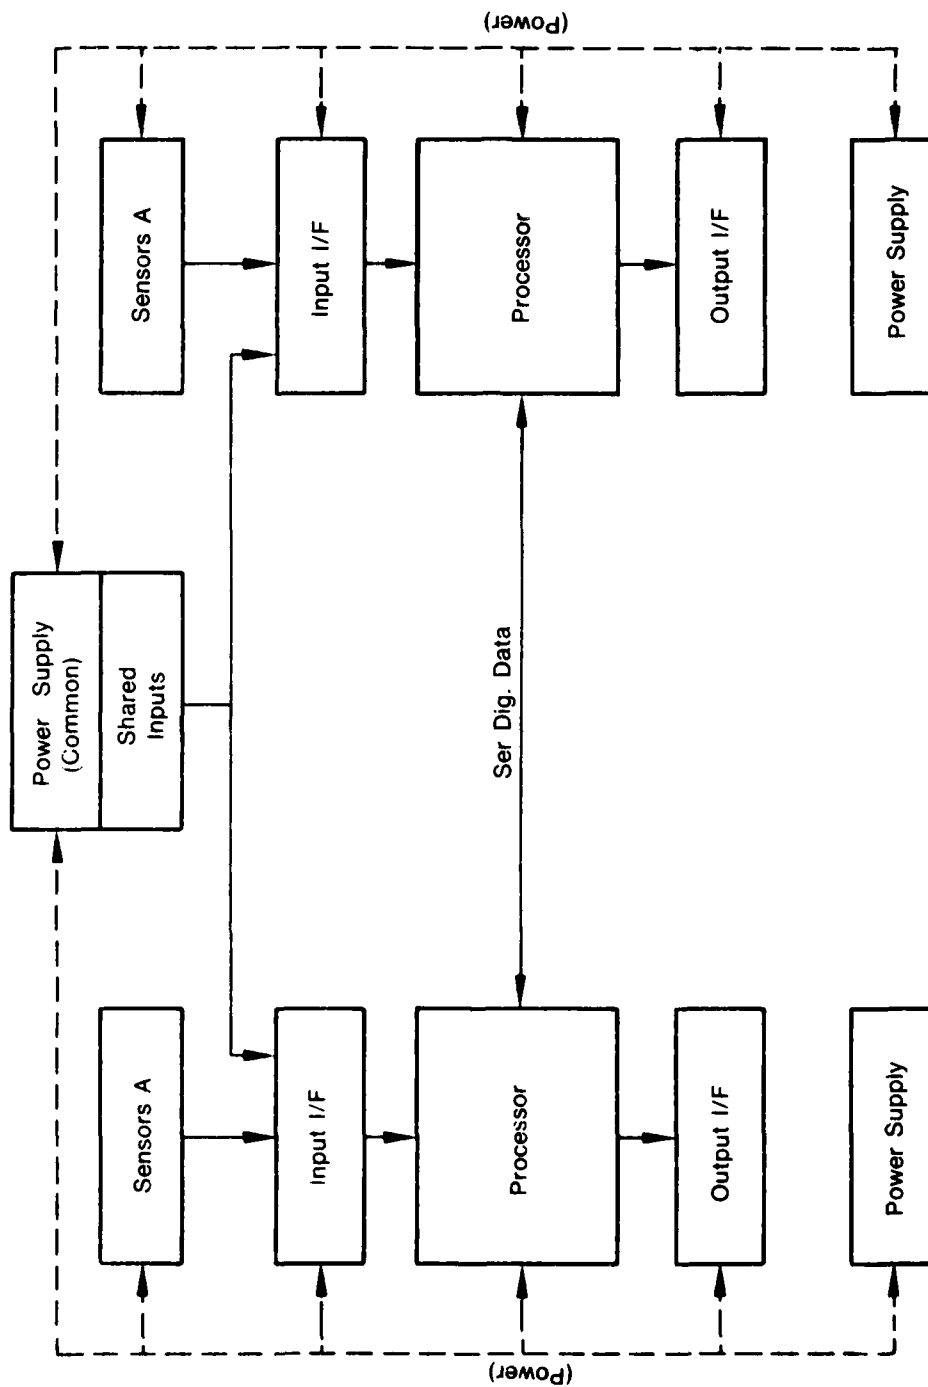 (Power)
Power Supply
(Common)
Shared
Inputs
Sensors A
Input I/F
Processor
Output I/F
Power Supply
Ser Dig. Data
Sensors A
Input I/F
Processor
Output I/F
Power Supply
(Power)